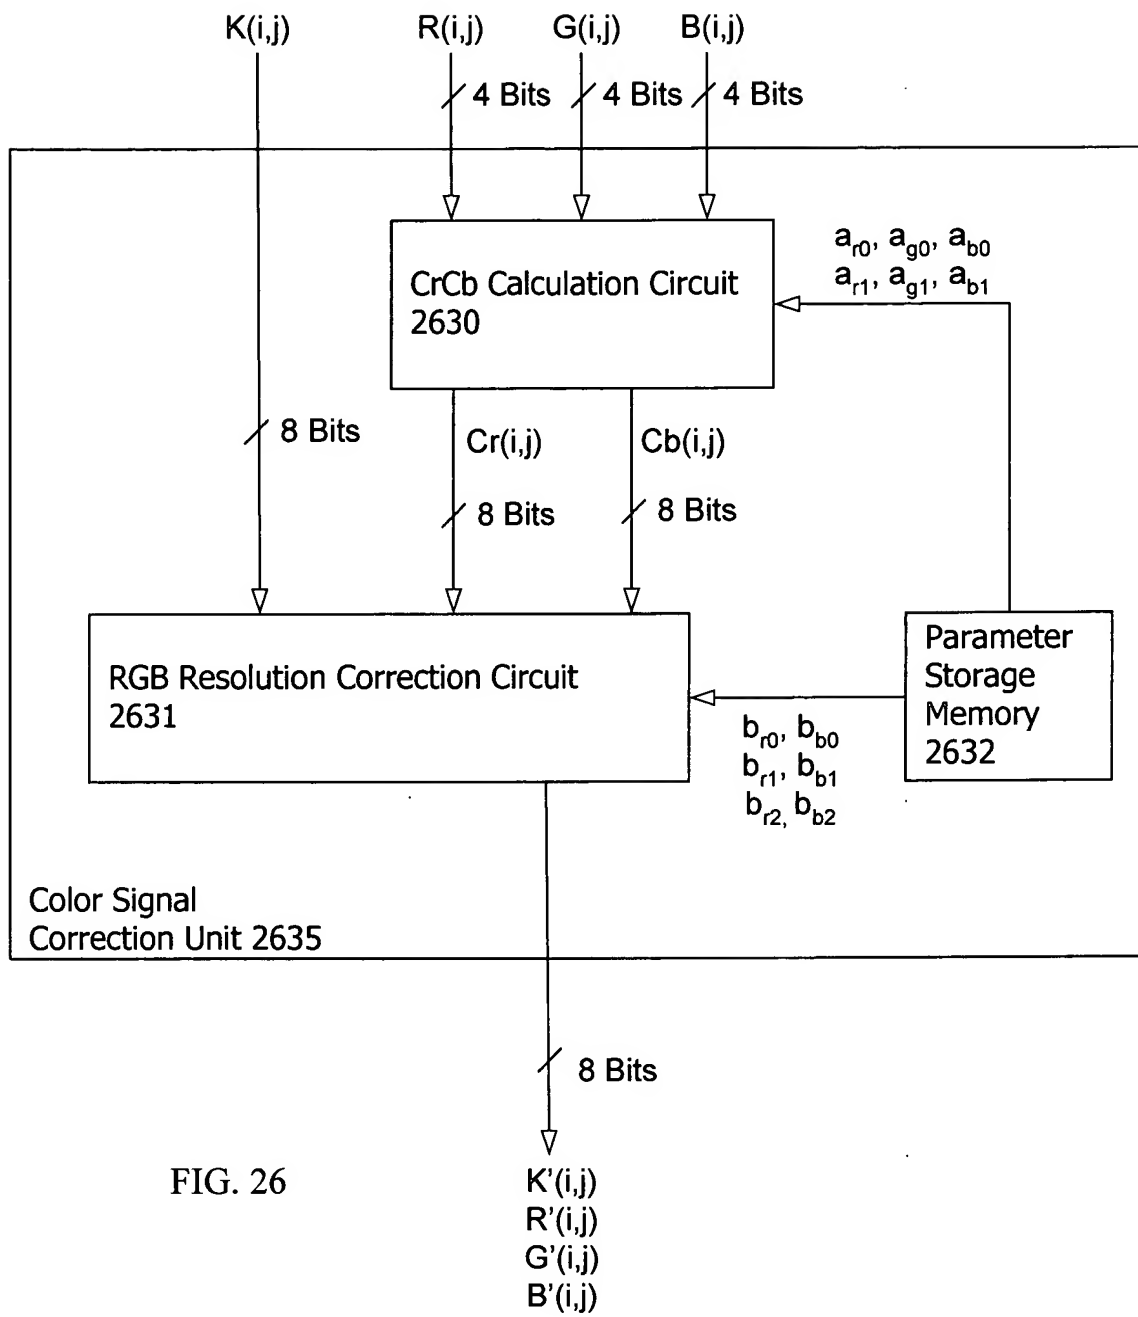 K(i,j) R(i,j) G(i,j) B(i,j)
4 Bits 4 Bits 4 Bits
CrCb Calculation Circuit
2630
a_r0, a_g0, a_b0
a_r1, a_g1, a_b1
8 Bits
Cr(i,j) Cb(i,j)
8 Bits 8 Bits
RGB Resolution Correction Circuit
2631
Parameter
Storage
Memory
2632
b_r0, b_b0
b_r1, b_b1
b_r2, b_b2
Color Signal
Correction Unit 2635
8 Bits
FIG. 26
K’(i,j)
R’(i,j)
G’(i,j)
B’(i,j)